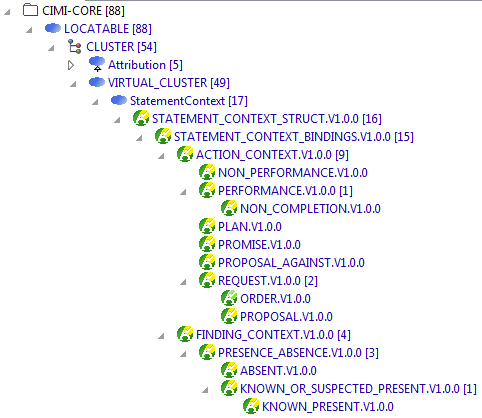 CIMI-CORE [88]
LOCATABLE [88]
CLUSTER [54]
Attribution [5]
VIRTUAL_CLUSTER [49]
StatementContext [17]
STATEMENT_CONTEXT_STRUCT.V1.0.0 [16]
STATEMENT_CONTEXT_BINDINGS.V1.0.0 [15]
ACTION_CONTEXT.V1.0.0 [9]
NON_PERFORMANCE.V1.0.0
PERFORMANCE.V1.0.0 [1]
NON_COMPLETION.V1.0.0
PLAN.V1.0.0
PROMISE.V1.0.0
PROPOSAL_AGAINST.V1.0.0
REQUEST.V1.0.0 [2]
ORDER.V1.0.0
PROPOSAL.V1.0.0
FINDING_CONTEXT.V1.0.0 [4]
PRESENCE_ABSENCE.V1.0.0 [3]
ABSENT.V1.0.0
KNOWN_OR_SUSPECTED_PRESENT.V1.0.0 [1]
KNOWN_PRESENT.V1.0.0